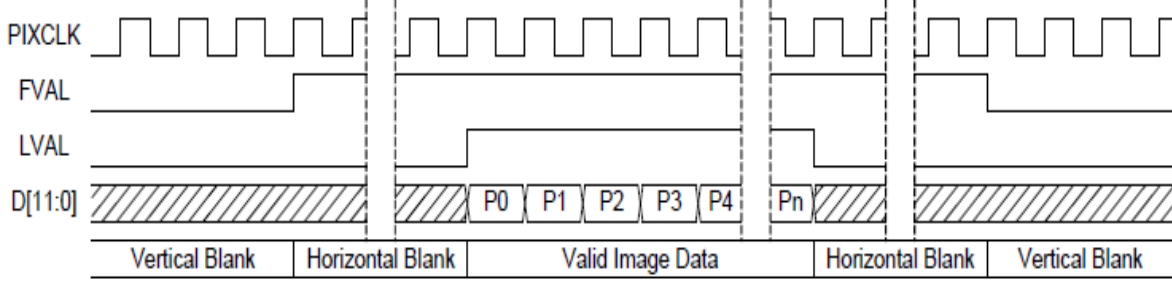 PIXCLK
FVAL
LVAL
D[11:0] P0 P1 P2 P3 P4 Pn
Vertical Blank Horizontal Blank Valid Image Data Horizontal Blank Vertical Blank